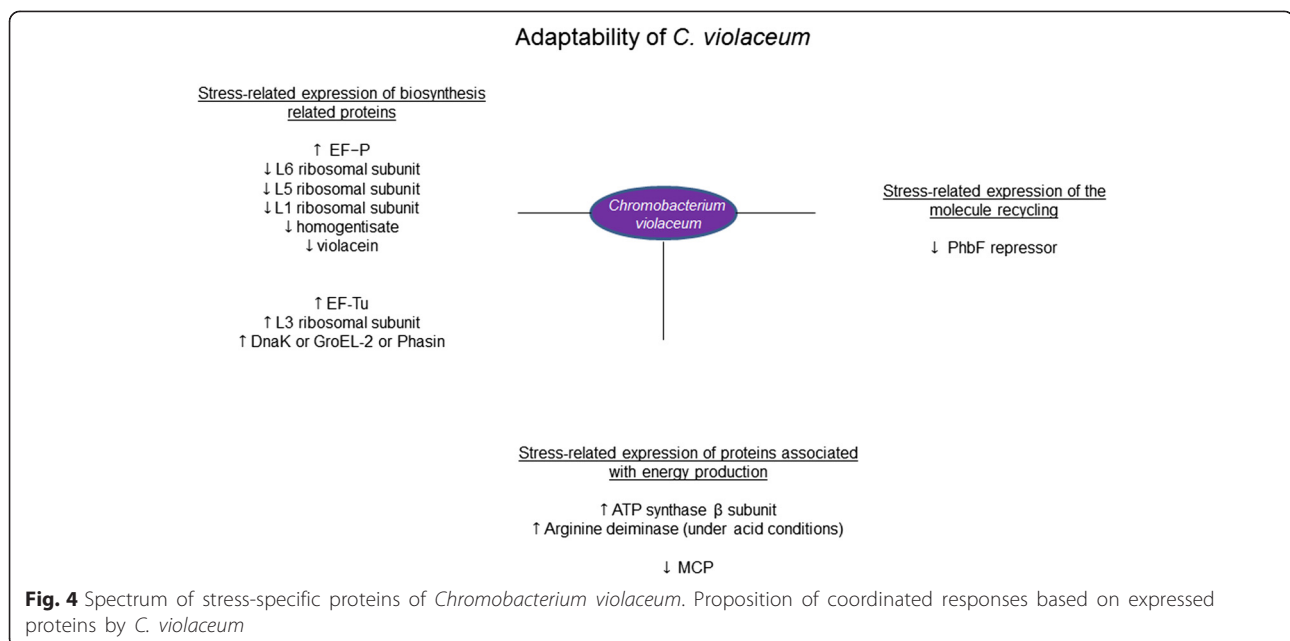 Adaptability of C. violaceum
Stress-related expression of biosynthesis
related proteins
↑ EF-P
↓ L6 ribosomal subunit
↓ L5 ribosomal subunit
↓ L1 ribosomal subunit
↓ homogentisate
↓ violacein
↑ EF-Tu
↑ L3 ribosomal subunit
↑ DnaK or GroEL-2 or Phasin
Chromobacterium
violaceum
Stress-related expression of the
molecule recycling
↓ PhbF repressor
Stress-related expression of proteins associated
with energy production
↑ ATP synthase β subunit
↑ Arginine deiminase (under acid conditions)
↓ MCP
Fig. 4 Spectrum of stress-specific proteins of Chromobacterium violaceum. Proposition of coordinated responses based on expressed
proteins by C. violaceum